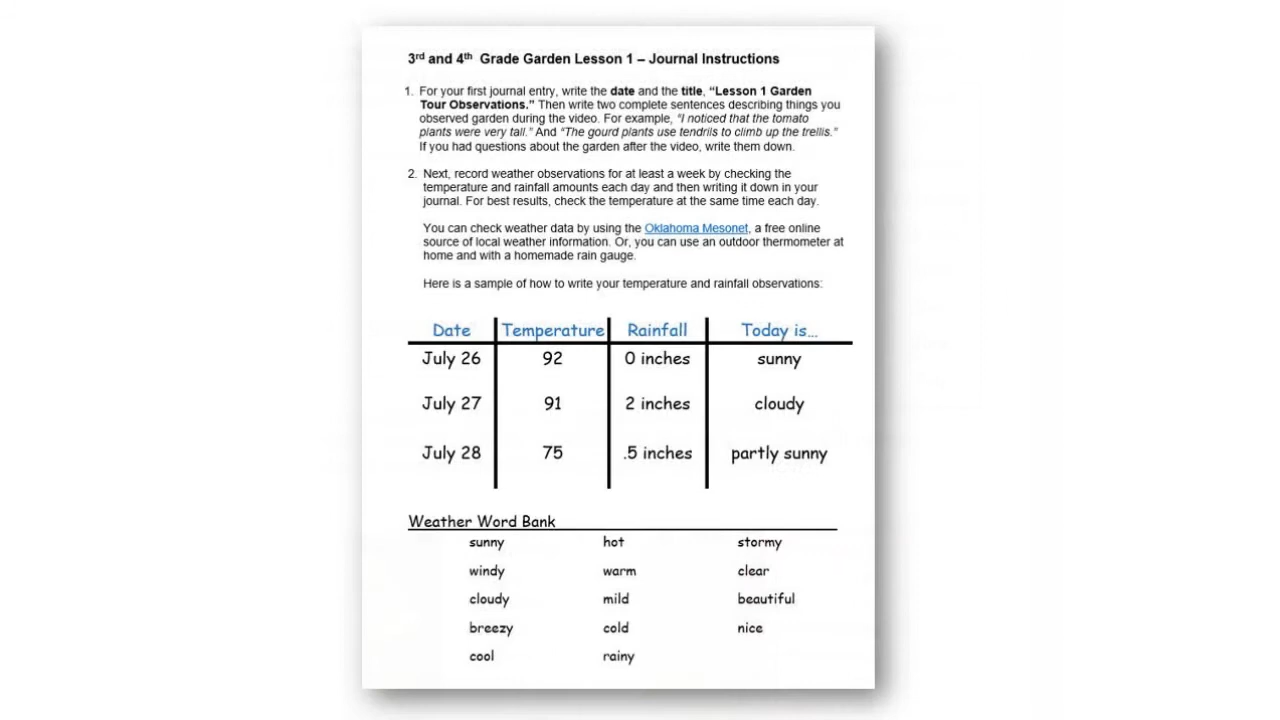 3rd and 4th Grade Garden Lesson 1 – Journal Instructions
1. For your first journal entry, write the date and the title, “Lesson 1 Garden
Tour Observations.” Then write two complete sentences describing things you
observed garden during the video. For example, “I noticed that the tomato
plants were very tall.” And “The gourd plants use tendrils to climb up the trellis.”
If you had questions about the garden after the video, write them down.
2. Next, record weather observations for at least a week by checking the
temperature and rainfall amounts each day and then writing it down in your
journal. For best results, check the temperature at the same time each day.
You can check weather data by using the Oklahoma Mesonet, a free online
source of local weather information. Or, you can use an outdoor thermometer at
home and with a homemade rain gauge.
Here is a sample of how to write your temperature and rainfall observations:
Date Temperature Rainfall Today is...
July 26 92 0 inches sunny
July 27 91 2 inches cloudy
July 28 75 .5 inches partly sunny
Weather Word Bank
sunny hot stormy
windy warm clear
cloudy mild beautiful
breezy cold nice
cool rainy